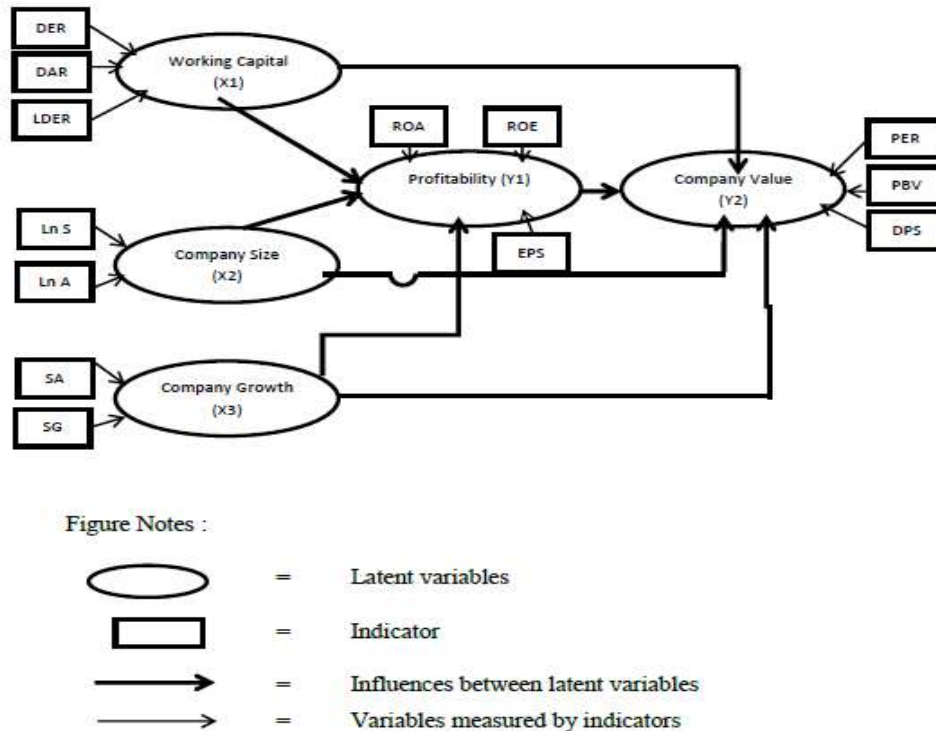 DER
DAR
LDER
Working Capital
(X1)
ROA
ROE
Profitability (Y1)
EPS
PER
PBV
DPS
Company Value
(Y2)
Ln S
Ln A
Company Size
(X2)
SA
SG
Company Growth
(X3)
Figure Notes :
= Latent variables
= Indicator
= Influences between latent variables
= Variables measured by indicators